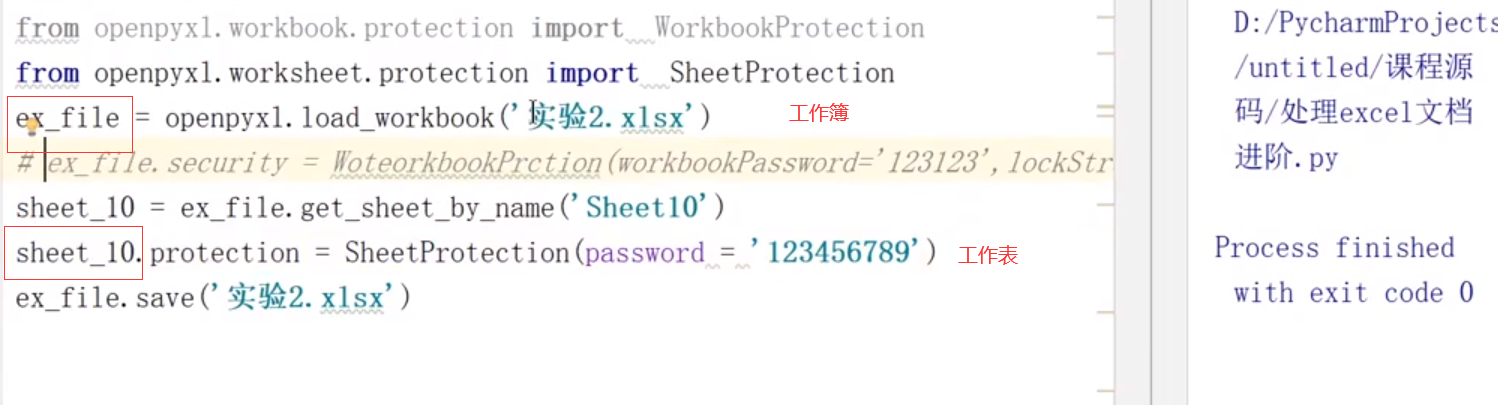 from openpyxl.workbook.protection import  WorkbookProtection
from openpyxl.worksheet.protection import  SheetProtection
ex_file = openpyxl.load_workbook('实验2.xlsx') 工作簿
# ex_file.security = WoteorkbookPrction(workbookPassword='123123',lockStr
sheet_10 = ex_file.get_sheet_by_name('Sheet10')
sheet_10.protection = SheetProtection(password = '123456789') 工作表
ex_file.save('实验2.xlsx')
D:/PycharmProjects
/untitled/课程源
码/处理excel文档
进阶.py
Process finished
with exit code 0